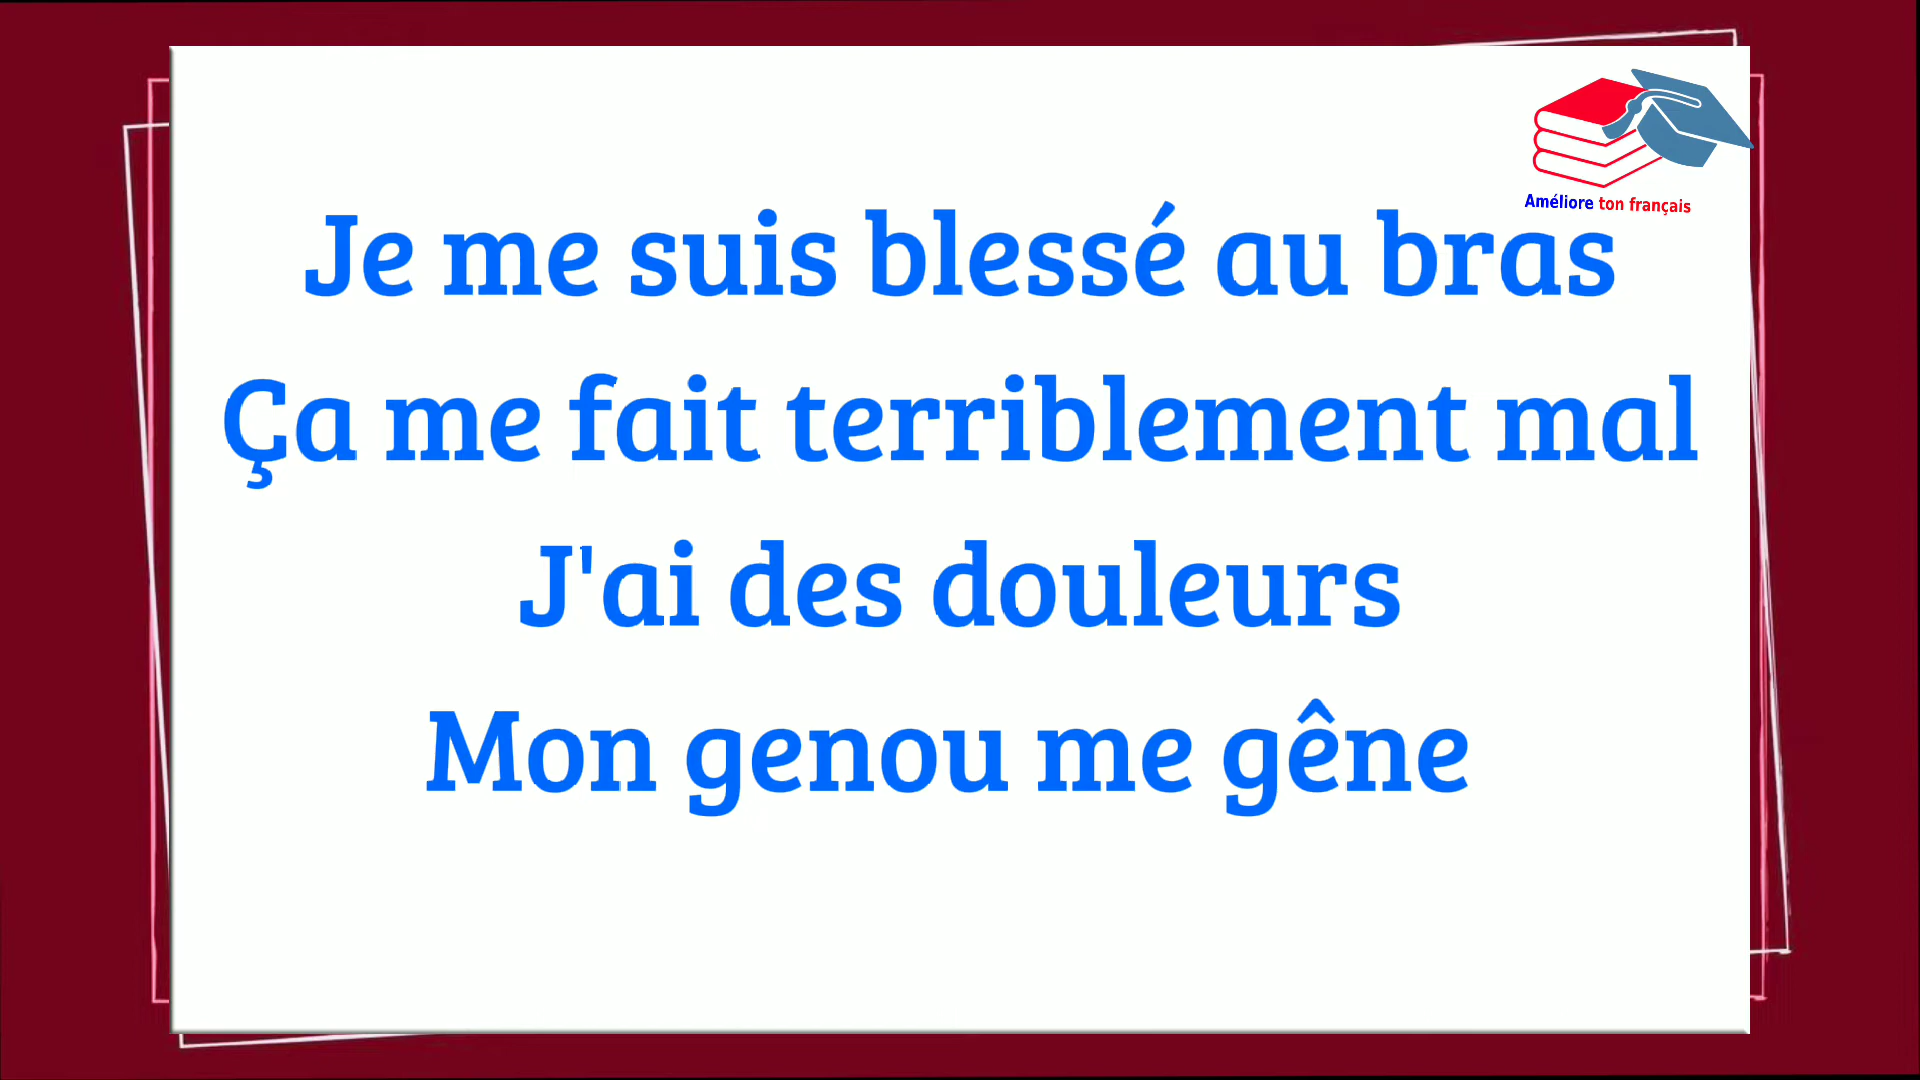 Améliore ton français
Je me suis blessé au bras
Ça me fait terriblement mal
J'ai des douleurs
Mon genou me gêne